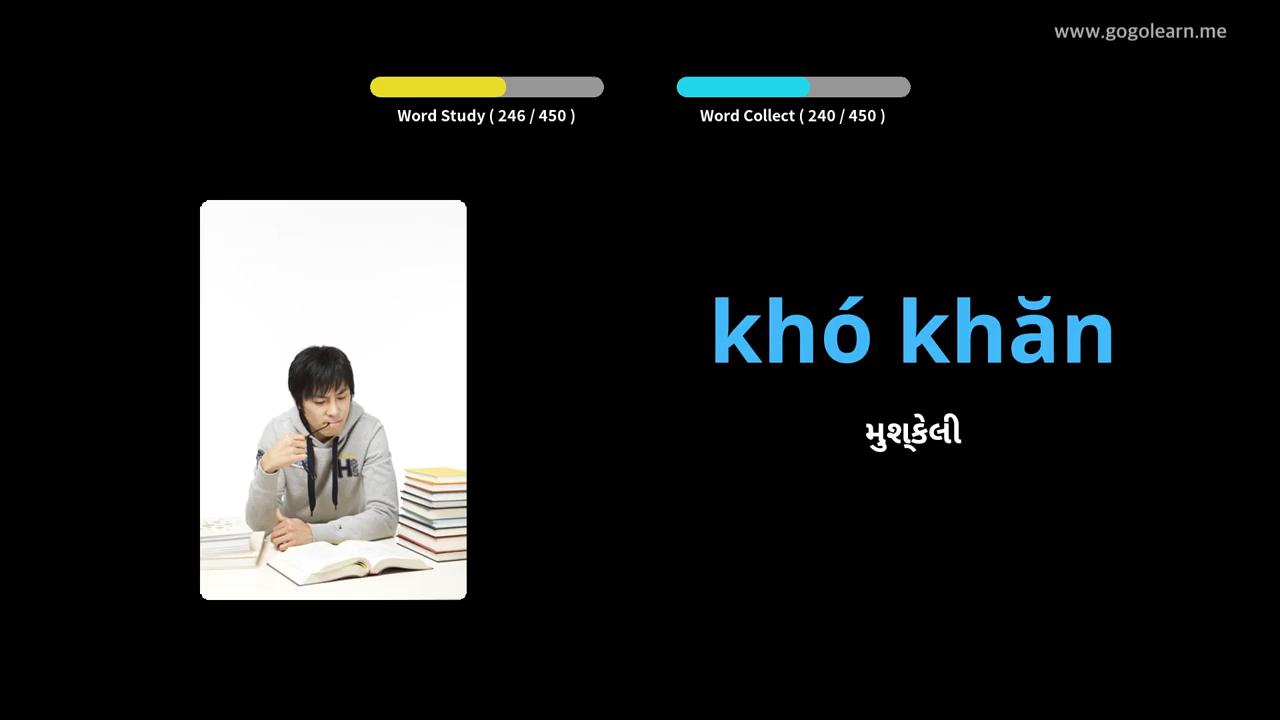 www.gogolearn.me
Word Study ( 246 / 450 )
Word Collect ( 240 / 450 )
khó khăn
મુશ્કેલી